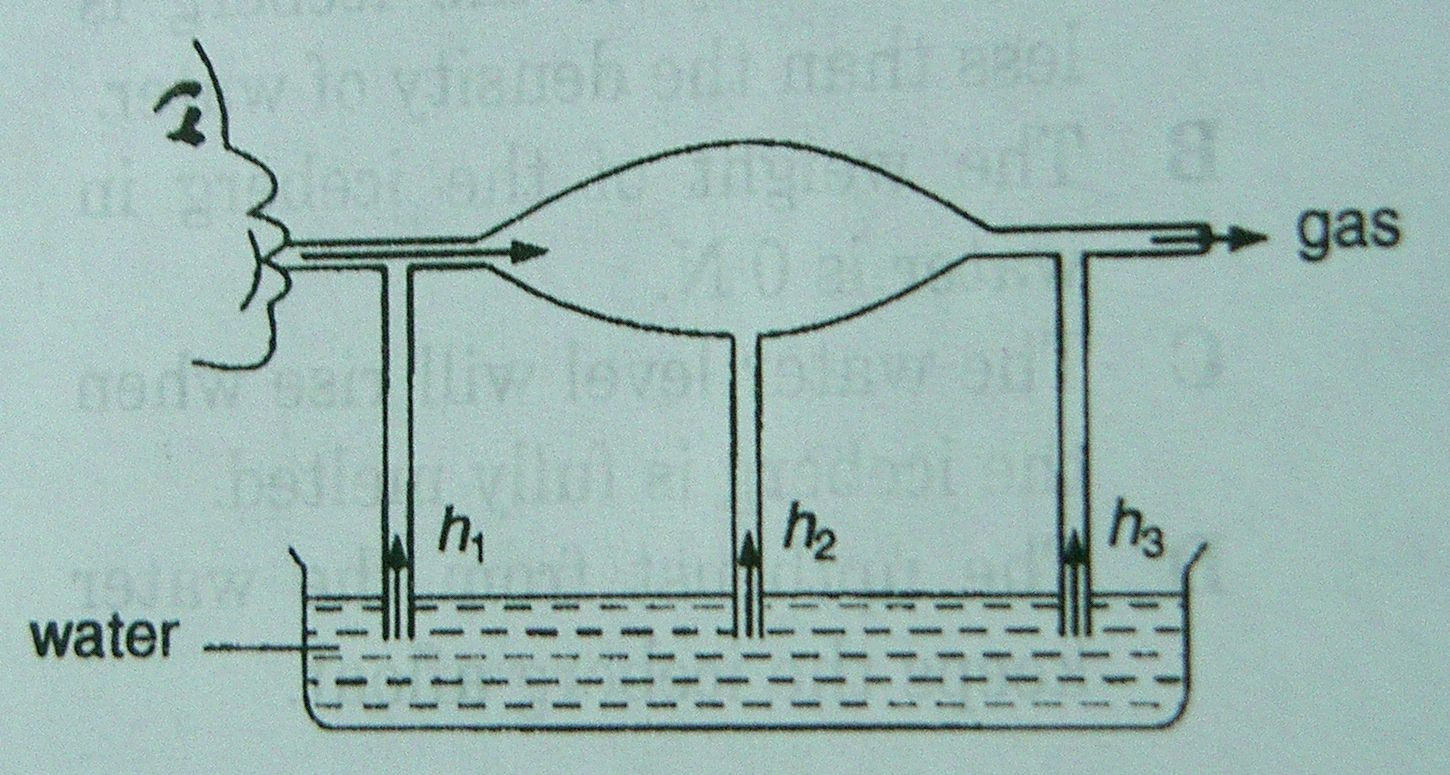 gas
h₁
h₂
h₃
water
less than the density of water.
B The weight of the iceberg in
water is 0 N.
C The water level will rise when
the iceberg is fully melted.